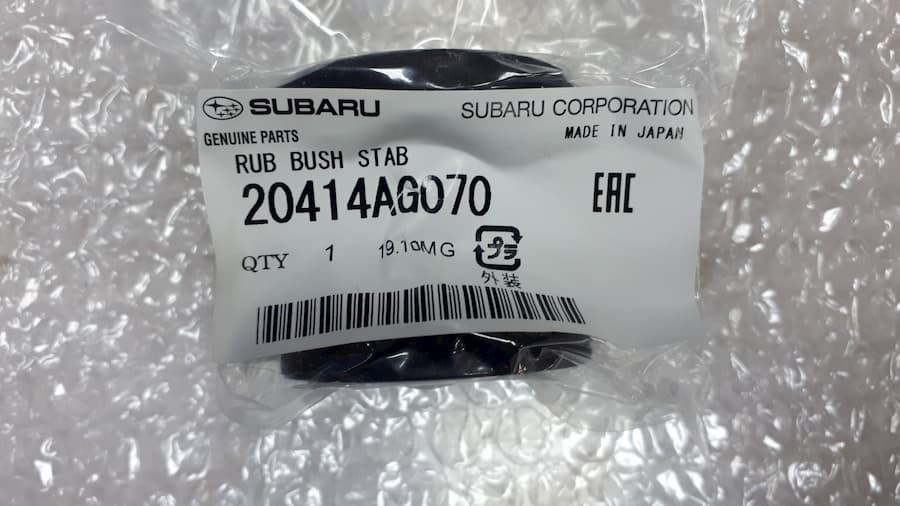 SUBARU
SUBARU CORPORATION
GENUINE PARTS
MADE IN JAPAN
RUB BUSH STAB
20414AG070
EAC
QTY 1 19.10MG
プラ
外装